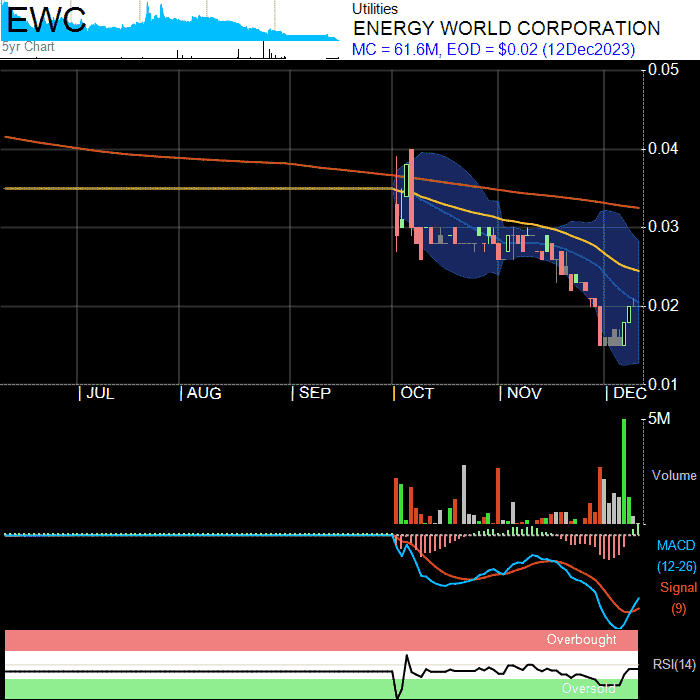 EWC
5yr Chart
Utilities
ENERGY WORLD CORPORATION
MC = 61.6M, EOD = $0.02 (12Dec2023)
0.05
0.04
0.03
0.02
0.01
JUL AUG SEP OCT NOV DEC
5M
Volume
MACD
(12-26)
Signal
(9)
Overbought
RSI(14)
Oversold